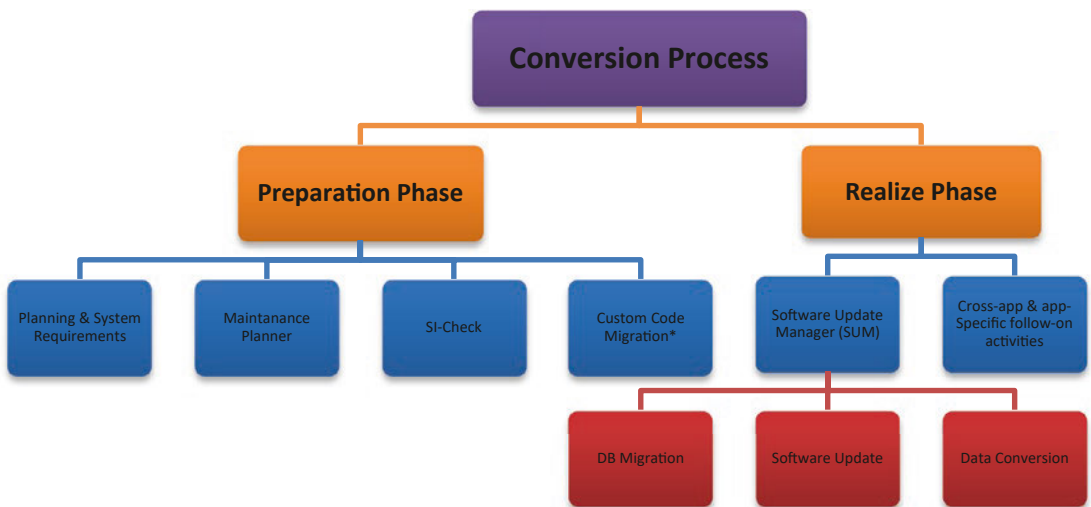 Conversion Process
Preparation Phase
Realize Phase
Planning & System
Requirements
Maintanance
Planner
SI-Check
Custom Code
Migration*
Software Update
Manager (SUM)
Cross-app & app-
Specific follow-on
activities
DB Migration
Software Update
Data Conversion